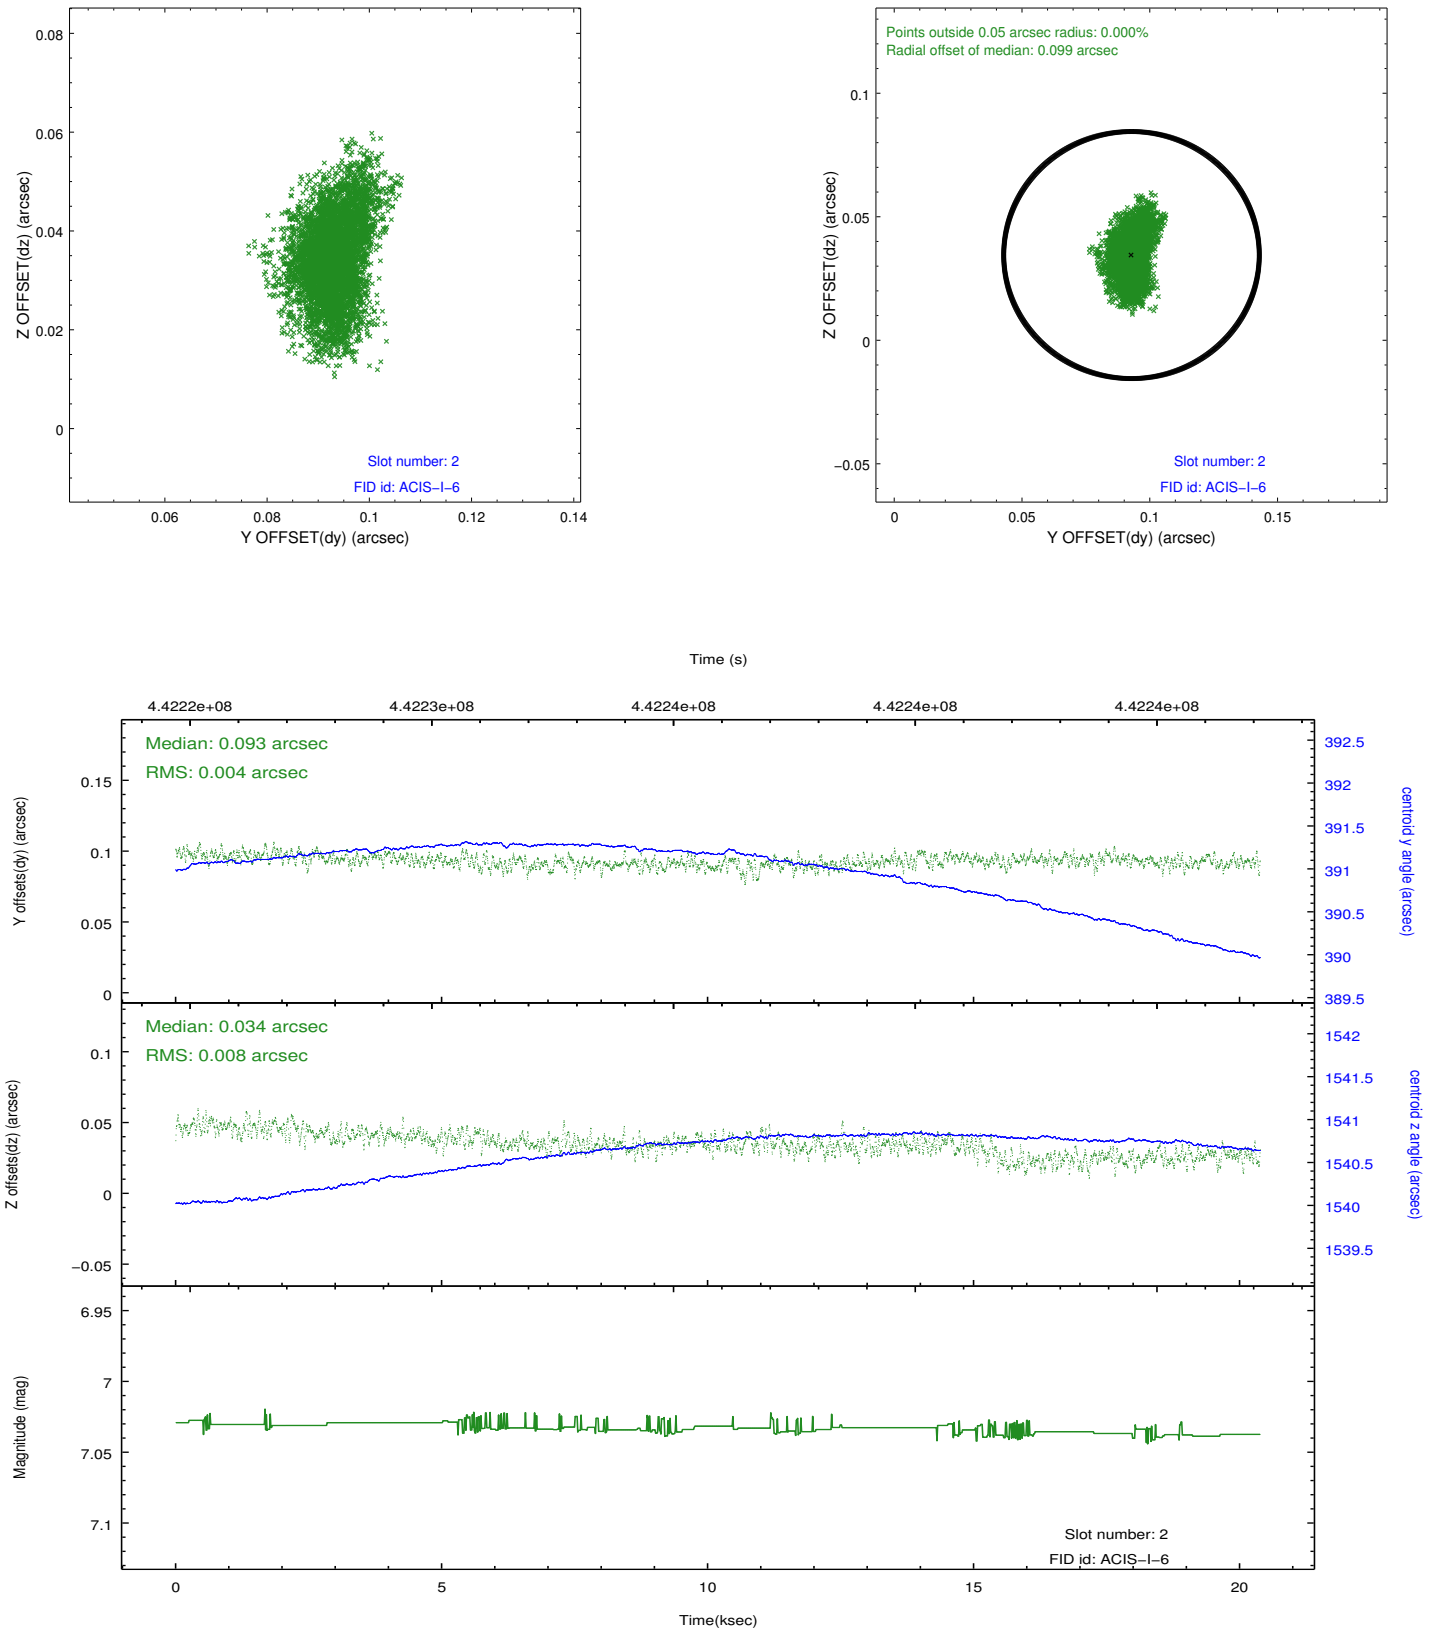 0.08
0.06
0.04
0.02
0
Z OFFSET(dz) (arcsec)
Slot number: 2
FID id: ACIS−I−6
0.06 0.08 0.1 0.12 0.14
Y OFFSET(dy) (arcsec)
Points outside 0.05 arcsec radius: 0.000%
Radial offset of median: 0.099 arcsec
0.1
0.05
0
−0.05
Z OFFSET(dz) (arcsec)
Slot number: 2
FID id: ACIS−I−6
0 0.05 0.1 0.15
Y OFFSET(dy) (arcsec)
Time (s)
4.4222e+08 4.4223e+08 4.4224e+08 4.4224e+08 4.4224e+08
Median: 0.093 arcsec
RMS: 0.004 arcsec
0.15
0.1
0.05
0
Y offsets(dy) (arcsec)
392.5
392
391.5
391
390.5
390
389.5
centroid y angle (arcsec)
Median: 0.034 arcsec
RMS: 0.008 arcsec
0.1
0.05
0
−0.05
Z offsets(dz) (arcsec)
1542
1541.5
1541
1540.5
1540
1539.5
centroid z angle (arcsec)
6.95
7
7.05
7.1
Magnitude (mag)
Slot number: 2
FID id: ACIS−I−6
0 5 10 15 20
Time(ksec)